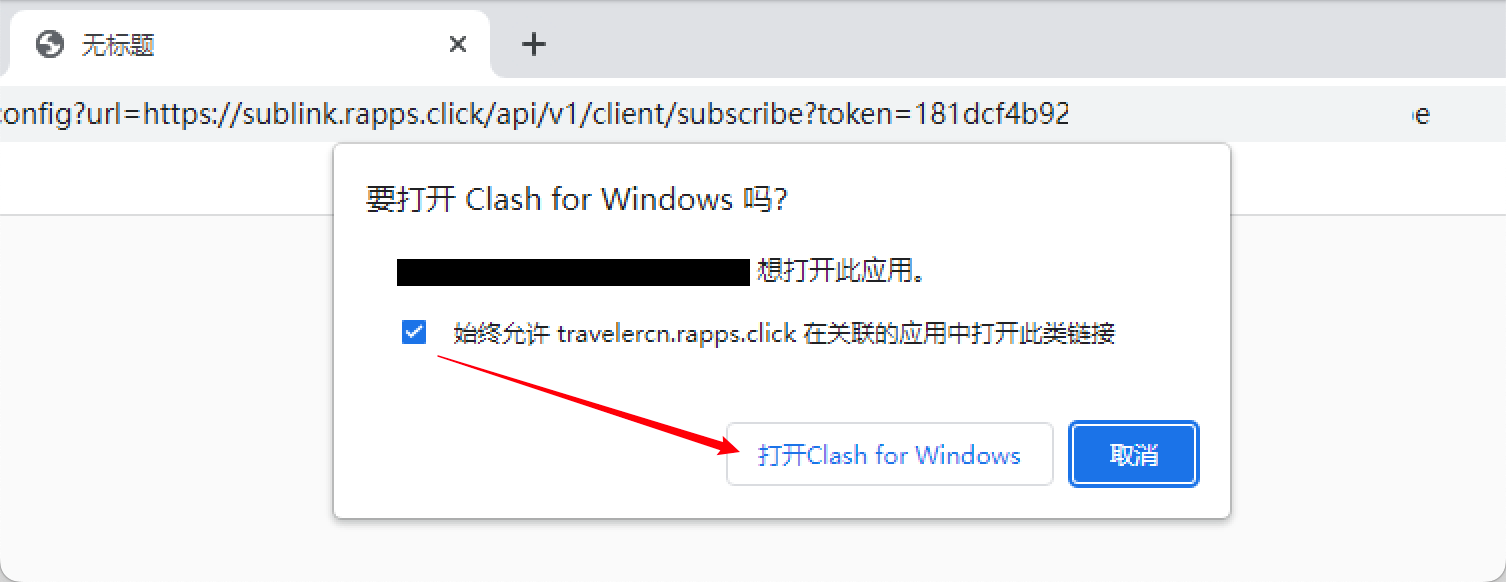 无标题
config?url=https://sublink.rapps.click/api/v1/client/subscribe?token=181dcf4b92 e
要打开 Clash for Windows 吗?
想打开此应用。
始终允许 travelercn.rapps.click 在关联的应用中打开此类链接
打开Clash for Windows
取消